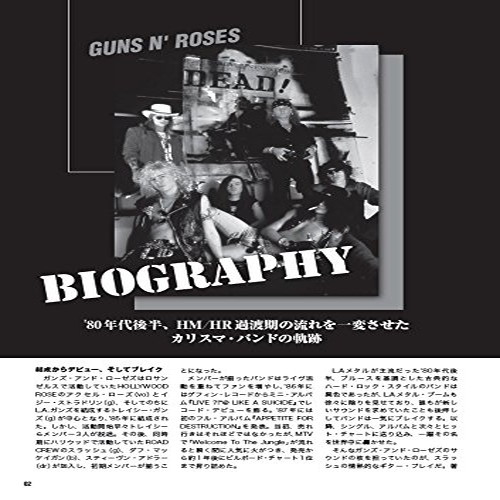 GUNS N' ROSES
DEAD!
BIOGRAPHY
'80年代後半、HM/HR過渡期の流れを一変させた
カリスマ・バンドの軌跡
結成からデビュー、そしてブレイク
ガンズ・アンド・ローゼズはロサン
ゼルスで活動していたHOLLYWOOD
ROSEのアクセル・ローズ(vo)とイ
ジー・ストラドリン(g)、そしてのちに
L.A.ガンズを結成するトレイシー・ガン
ズ(g)が中心となり、'85年に結成され
た。しかし、活動開始早々トレイシー
らメンバー3人が脱退。その後、同時
期にハリウッドで活動していたROAD
CREWのスラッシュ(g)、ダフ・マッ
ケイガン(b)、スティーヴン・アドラー
(dr)が加入し、初期メンバーが揃うこ
とになった。
メンバーが揃ったバンドはライヴ活
動を重ねてファンを増やし、'86年に
はゲフィン・レコードからミニ・アルバ
ム『LIVE ?!*@ LIKE A SUICIDE』でレ
コード・デビューを飾る。'87年には
初のフル・アルバム『APPETITE FOR
DESTRUCTION』を発表。当初、売れ
行きはそれほどではなかったが、MTV
で「Welcome To The Jungle」が流れ
ると瞬く間に人気に火がつき、発売か
ら約1年後にビルボード・チャート1位
まで昇り詰めた。
LAメタルが主流だった'80年代後
半、ブルースを基調とした古典的な
ハード・ロック・スタイルのバンドは
異色であったが、LAメタル・ブームも
徐々に陰りを見せており、誰もが新し
いサウンドを求めていたことも後押し
してバンドは一気にブレイクする。以
降、シングル、アルバムと次々とヒッ
ト・チャートに送り込み、一躍その名
を世界中に轟かせた。
そんなガンズ・アンド・ローゼズのサ
ウンドの核を担っていたのが、スラッ
シュの情熱的なギター・プレイだ。著
62